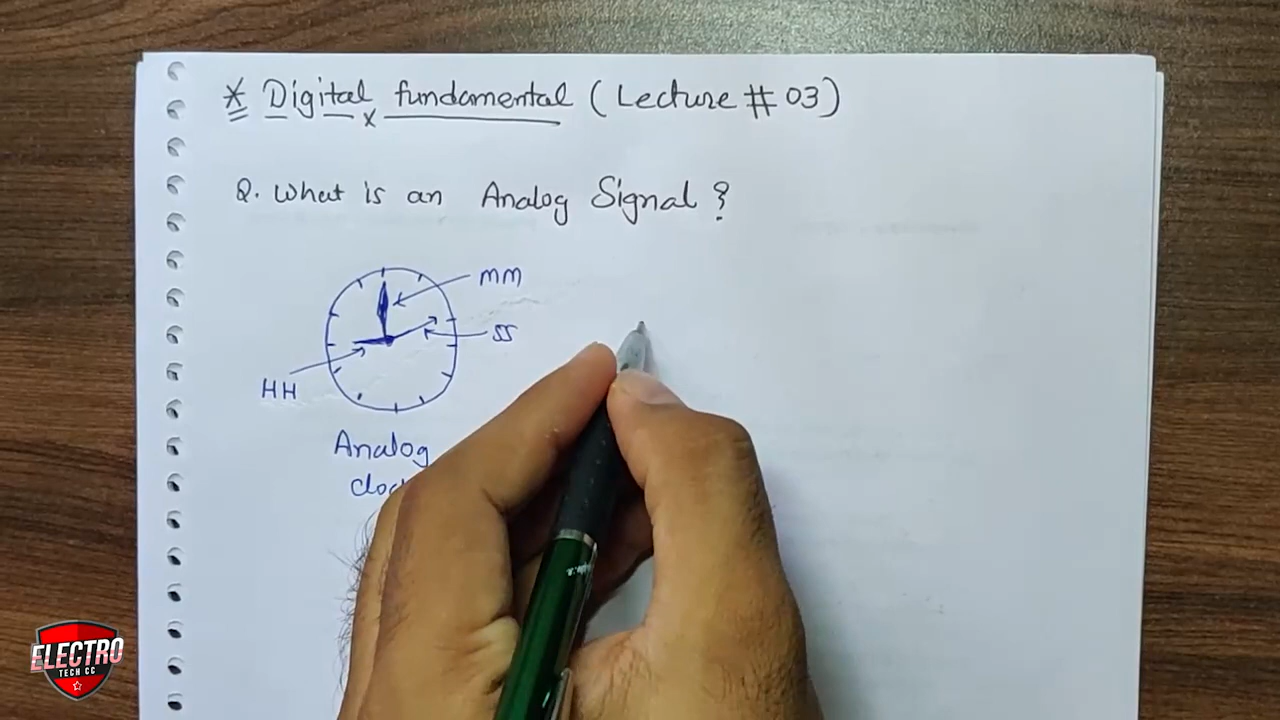 * Digital fundamental (Lecture # 03)
Q. What is an Analog Signal ?
MM
SS
HH
Analog
ELECTRO
TECH CC